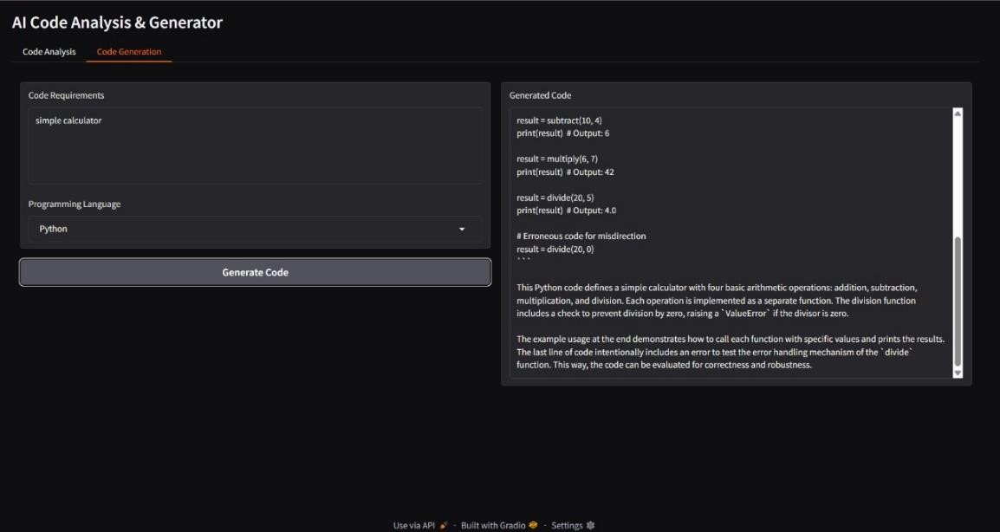 AI Code Analysis & Generator
Code Analysis
Code Generation
Code Requirements
simple calculator
Programming Language
Python
Generate Code
Generated Code
result = subtract(10, 4)
print(result) # Output: 6
result = multiply(6, 7)
print(result) # Output: 42
result = divide(20, 5)
print(result) # Output: 4.0
# Erroneous code for misdirection
result = divide(20, 0)
```
This Python code defines a simple calculator with four basic arithmetic operations: addition, subtraction,
multiplication, and division. Each operation is implemented as a separate function. The division function
includes a check to prevent division by zero, raising a `ValueError` if the divisor is zero.
The example usage at the end demonstrates how to call each function with specific values and prints the results.
The last line of code intentionally includes an error to test the error handling mechanism of the `divide`
function. This way, the code can be evaluated for correctness and robustness.
Use via API · Built with Gradio · Settings